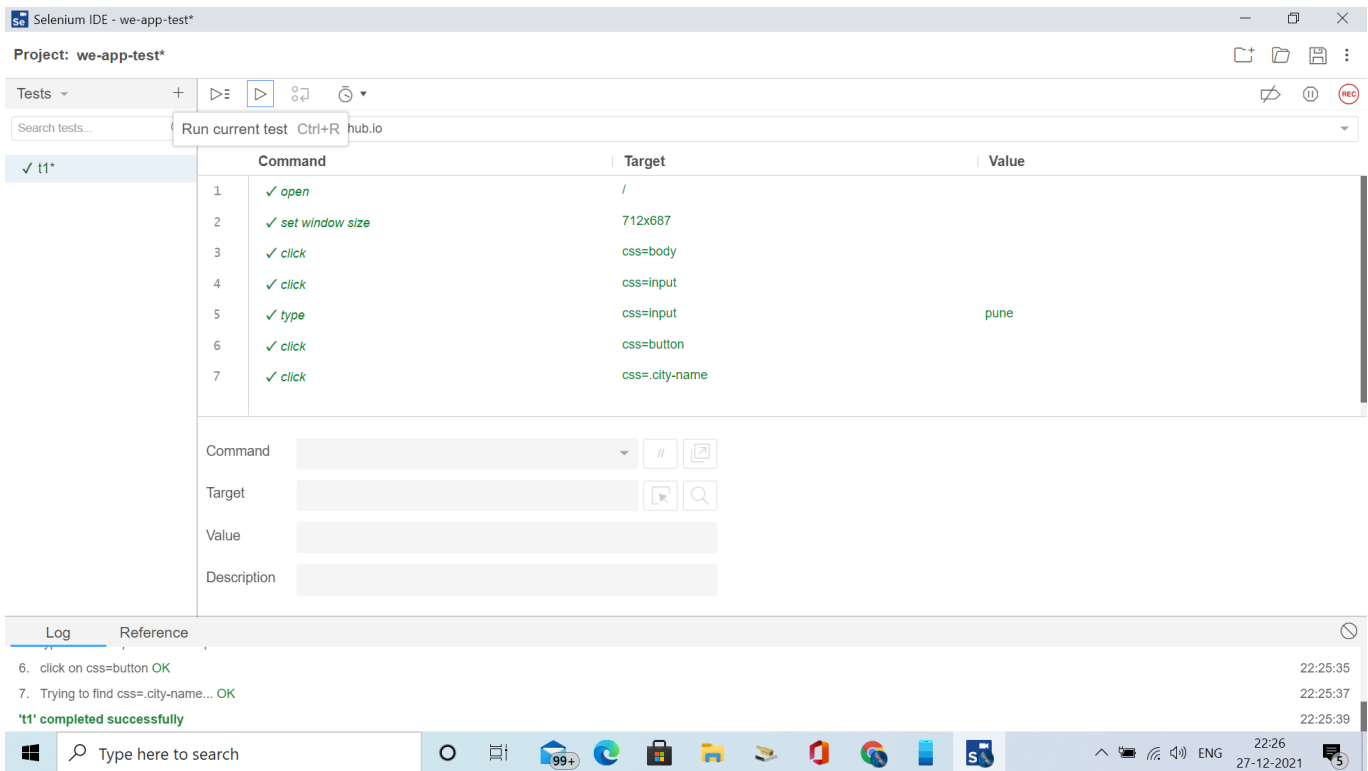 Selenium IDE - we-app-test*
Project: we-app-test*
Tests
REC
Search tests...
Run current test Ctrl+R
hub.io
✓ t1*
Command Target Value
1 ✓ open /
2 ✓ set window size 712x687
3 ✓ click css=body
4 ✓ click css=input
5 ✓ type css=input pune
6 ✓ click css=button
7 ✓ click css=.city-name
Command //
Target
Value
Description
Log Reference
6. click on css=button OK 22:25:35
7. Trying to find css=.city-name... OK 22:25:37
't1' completed successfully 22:25:39
Type here to search
99+
Se
ENG
22:26
27-12-2021
5